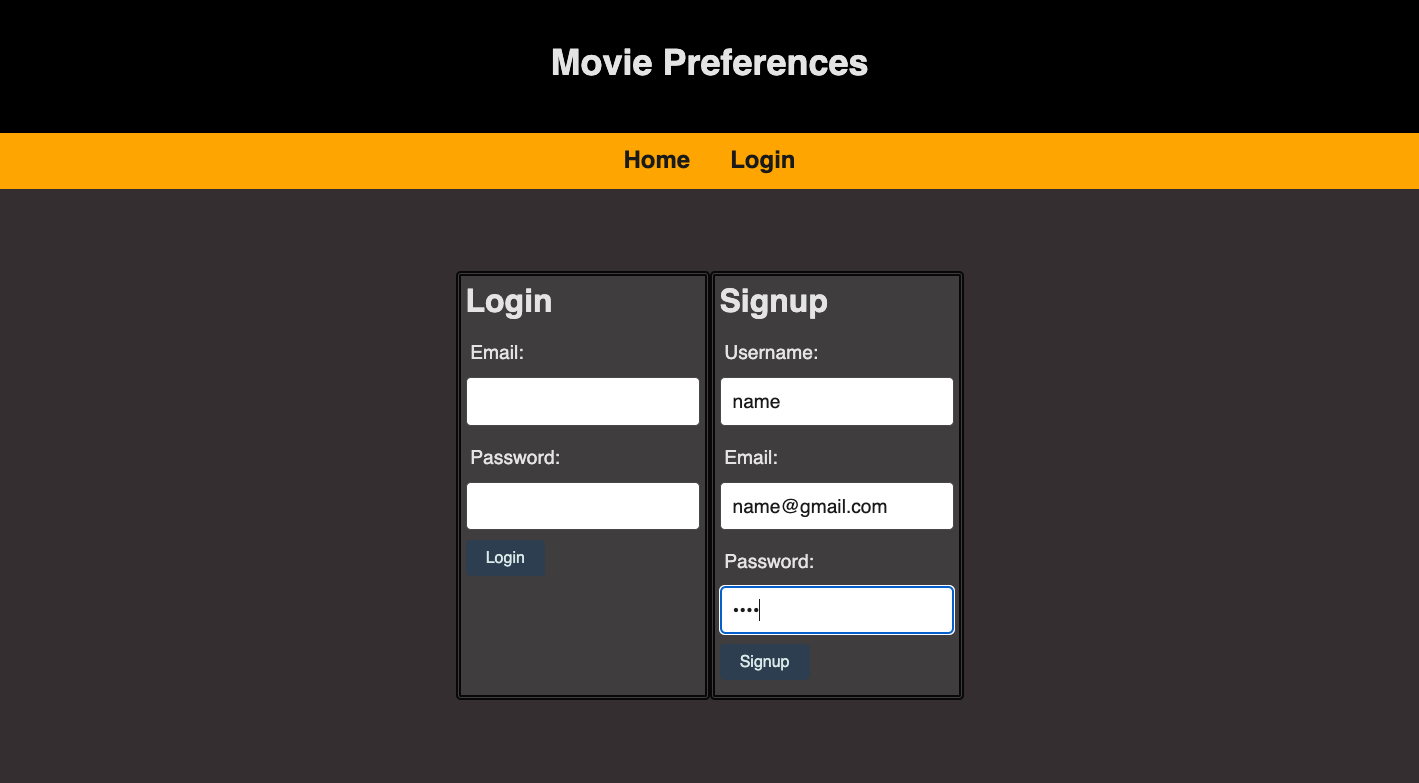 Movie Preferences
Home Login
Login
Email:
Password:
Login
Signup
Username:
name
Email:
name@gmail.com
Password:
••••
Signup